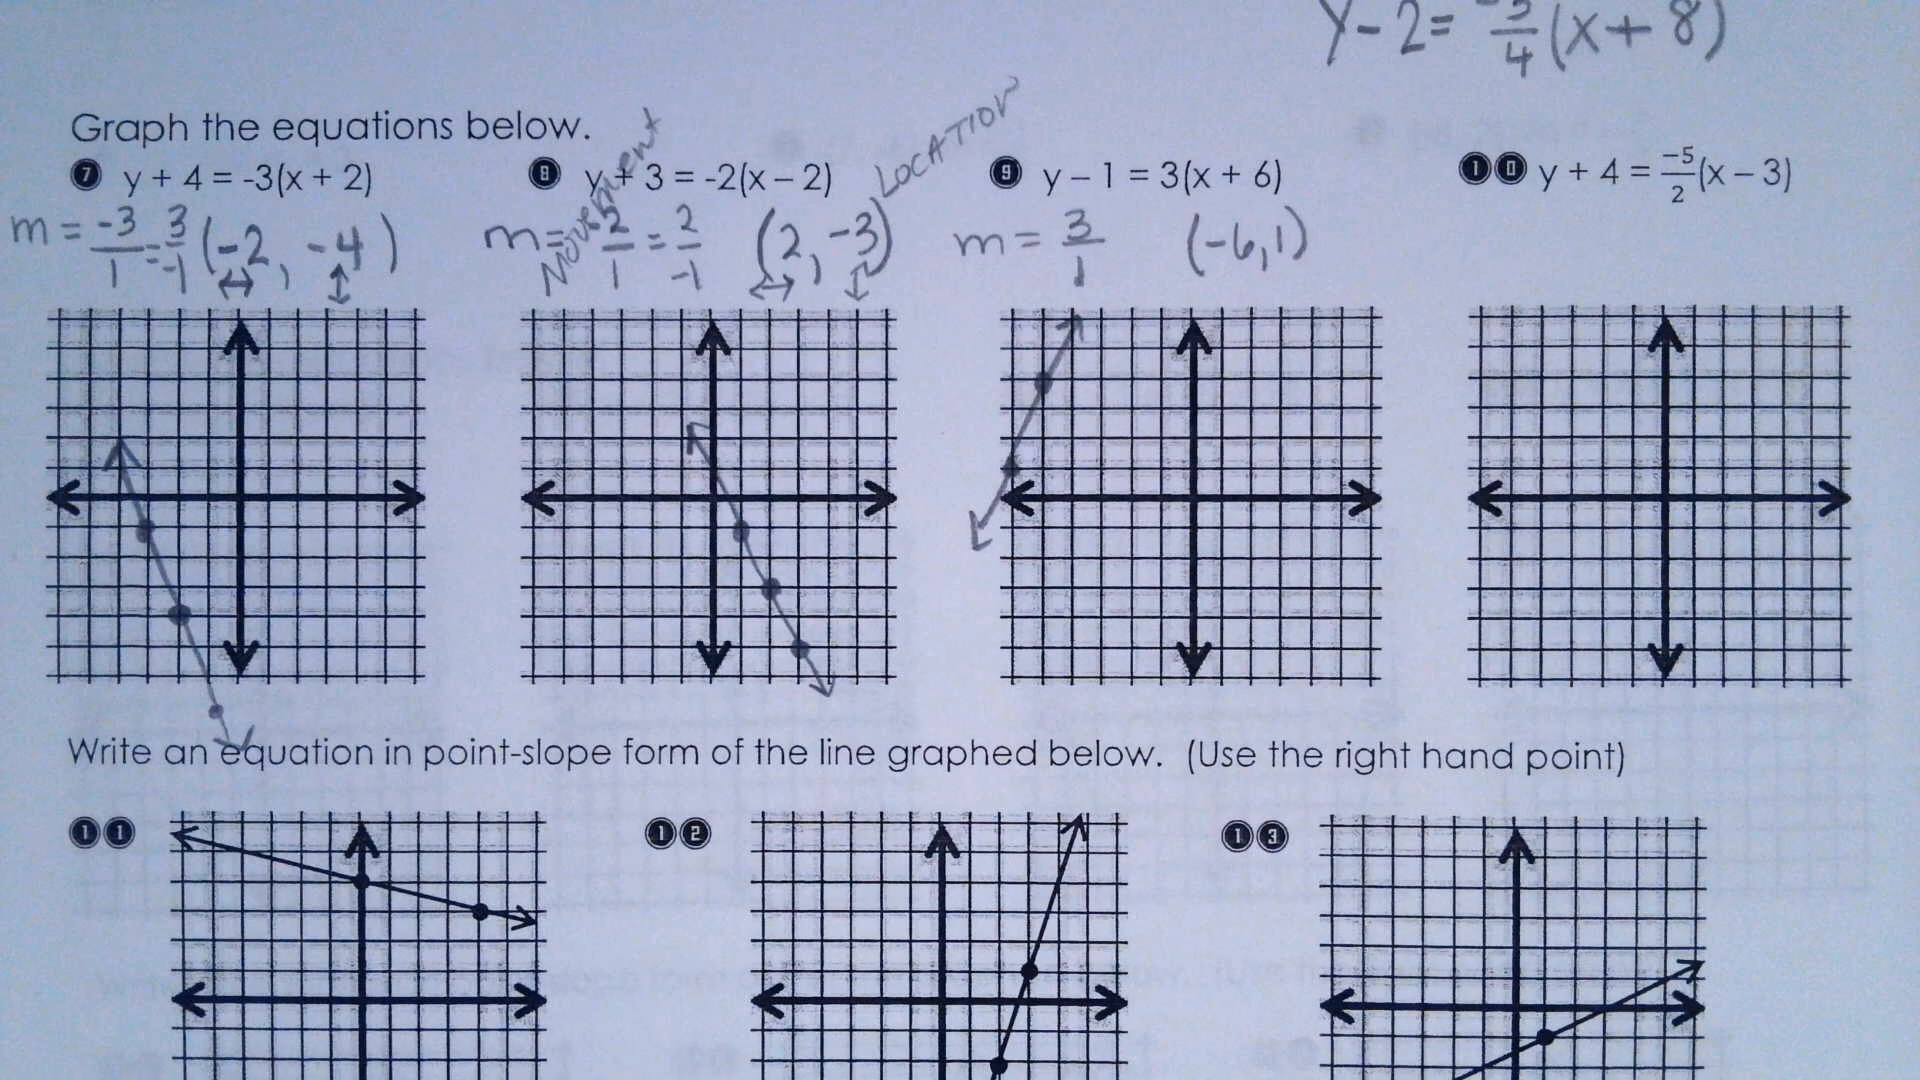 y - 2 = -3/4 (x + 8)
Graph the equations below.
7 y + 4 = -3(x + 2)
8 y + 3 = -2(x – 2)
9 y – 1 = 3(x + 6)
10 y + 4 = -5/2 (x – 3)
Movement
LOCATION
m = -3/1 = 3/-1 (-2, -4)
m = -2/1 = 2/-1 (2, -3)
m = 3/1 (-6, 1)
Write an equation in point-slope form of the line graphed below. (Use the right hand point)
11
12
13